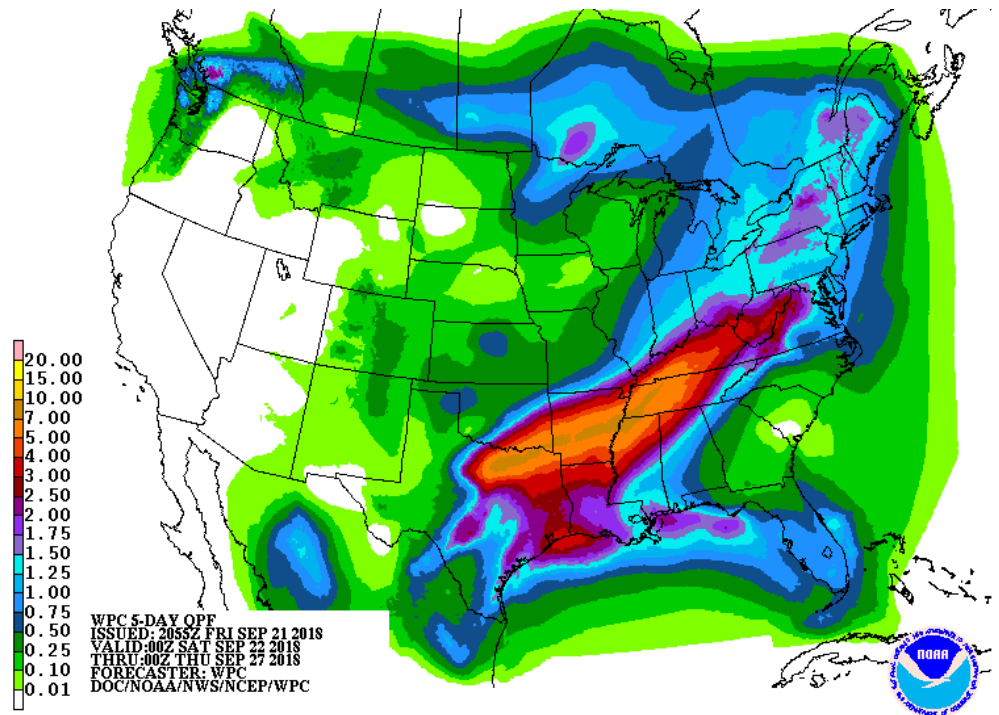 20.00
15.00
10.00
7.00
5.00
4.00
3.00
2.50
2.00
1.75
1.50
1.25
1.00
0.75
0.50
0.25
0.10
0.01
WPC 5-DAY QPF
ISSUED: 2055Z FRI SEP 21 2018
VALID:00Z SAT SEP 22 2018
THRU:00Z THU SEP 27 2018
FORECASTER: WPC
DOC/NOAA/NWS/NCEP/WPC
NOAA